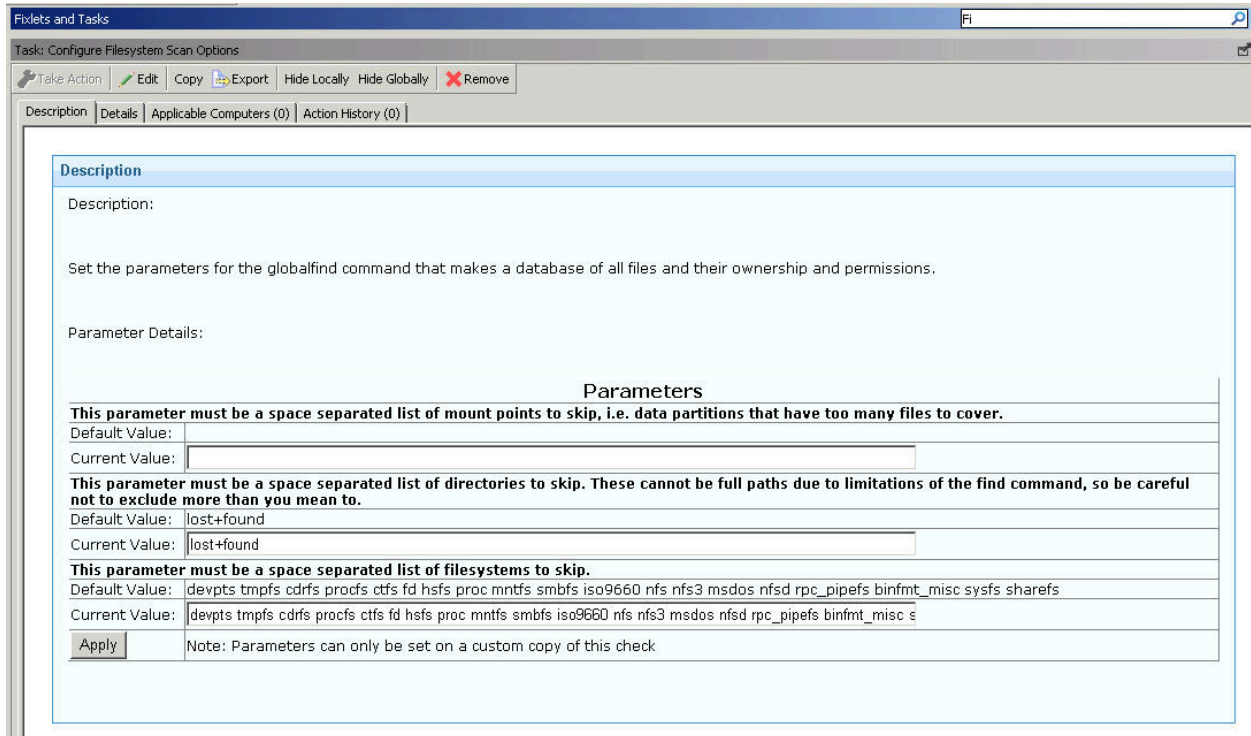 Fixlets and Tasks
Fi
Task: Configure Filesystem Scan Options
Take Action Edit Copy Export Hide Locally Hide Globally Remove
Description Details Applicable Computers (0) Action History (0)
Description
Description:
Set the parameters for the globalfind command that makes a database of all files and their ownership and permissions.
Parameter Details:
Parameters
This parameter must be a space separated list of mount points to skip, i.e. data partitions that have too many files to cover.
Default Value:
Current Value:
This parameter must be a space separated list of directories to skip. These cannot be full paths due to limitations of the find command, so be careful
not to exclude more than you mean to.
Default Value: lost+found
Current Value: lost+found
This parameter must be a space separated list of filesystems to skip.
Default Value: devpts tmpfs cdrfs procfs ctfs fd hsfs proc mntfs smbfs iso9660 nfs nfs3 msdos nfsd rpc_pipefs binfmt_misc sysfs sharefs
Current Value: devpts tmpfs cdrfs procfs ctfs fd hsfs proc mntfs smbfs iso9660 nfs nfs3 msdos nfsd rpc_pipefs binfmt_misc s
Apply Note: Parameters can only be set on a custom copy of this check